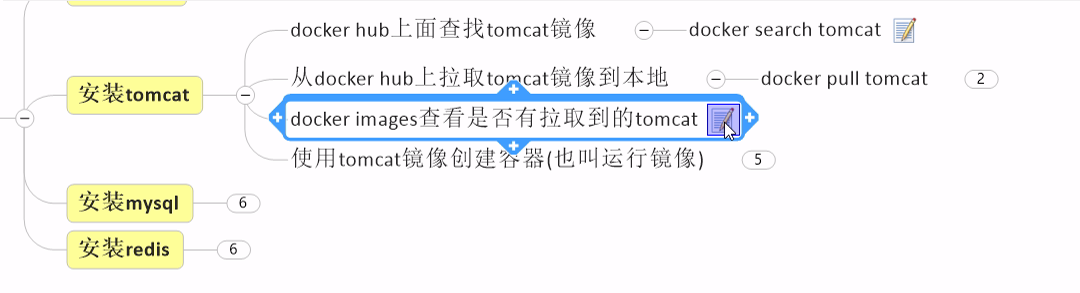 docker hub上面查找tomcat镜像
docker search tomcat
从docker hub上拉取tomcat镜像到本地
docker pull tomcat
2
安装tomcat
docker images查看是否有拉取到的tomcat
使用tomcat镜像创建容器(也叫运行镜像)
5
安装mysql
6
安装redis
6